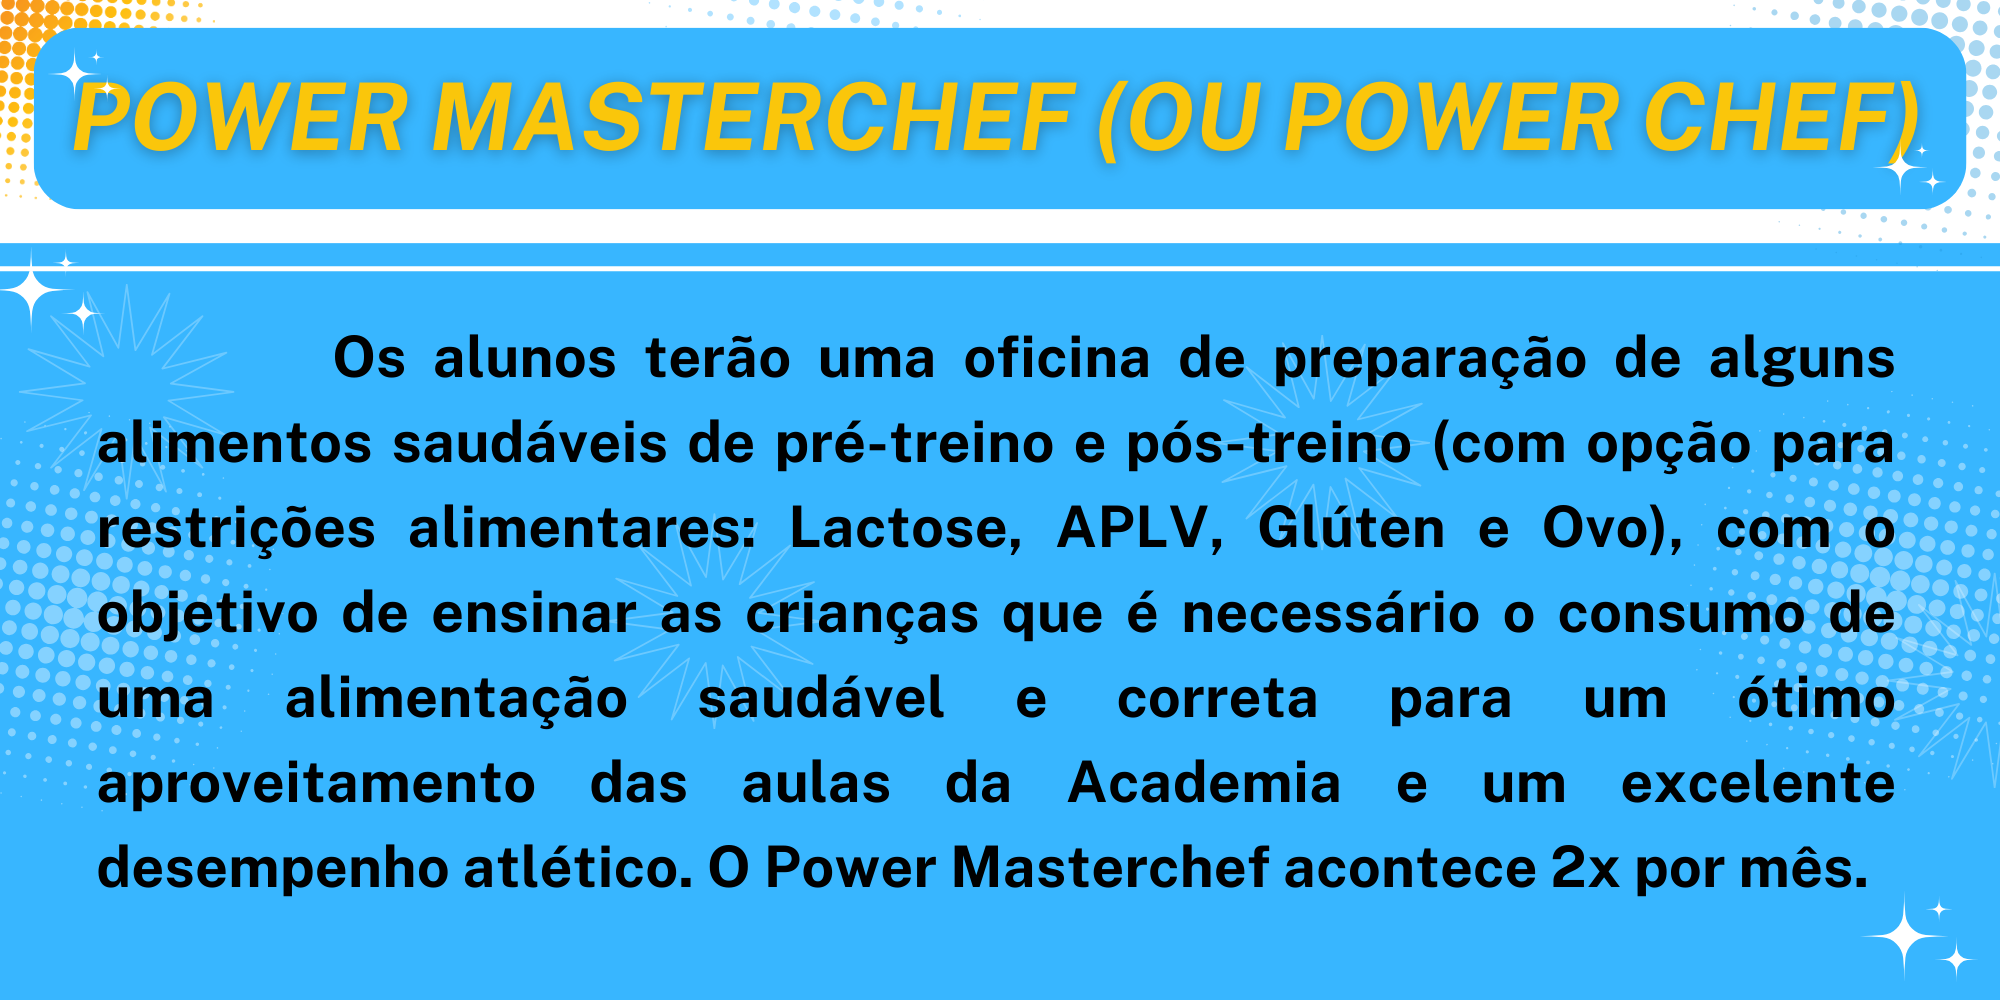 POWER MASTERCHEF (OU POWER CHEF)
Os alunos terão uma oficina de preparação de alguns
alimentos saudáveis de pré-treino e pós-treino (com opção para
restrições alimentares: Lactose, APLV, Glúten e Ovo), com o
objetivo de ensinar as crianças que é necessário o consumo de
uma alimentação saudável e correta para um ótimo
aproveitamento das aulas da Academia e um excelente
desempenho atlético. O Power Masterchef acontece 2x por mês.